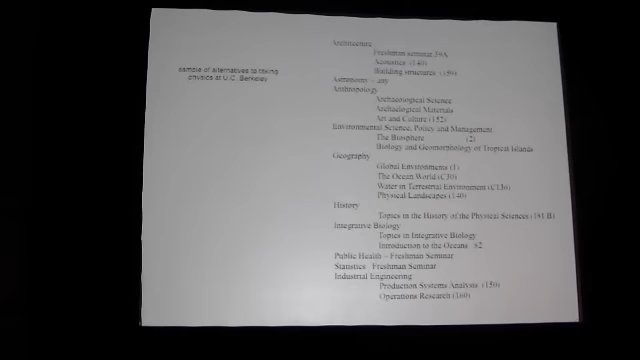 sample of alternatives to taking
physics at U.C. Berkeley
Architecture
Freshman seminar 39A,
Acoustics (140)
Building structures (150)
Astronomy – any
Anthropology
Archaeological Science
Archaelogical Materials
Art and Culture (152)
Environmental Science, Policy and Management
The Biosphere (2)
Biology and Geomorphology of Tropical Islands
Geography
Global Environments (1)
The Ocean World (C30)
Water in Terrestrial Environment (C136)
Physical Landscapes (140)
History
Topics in the History of the Physical Sciences (181B)
Integrative Biology
Topics in Integrative Biology
Introduction to the Oceans 82
Public Health – Freshman Seminar
Statistics Freshman Seminar
Industrial Engineering
Production Systems Analysis (150)
Operations Research (160)